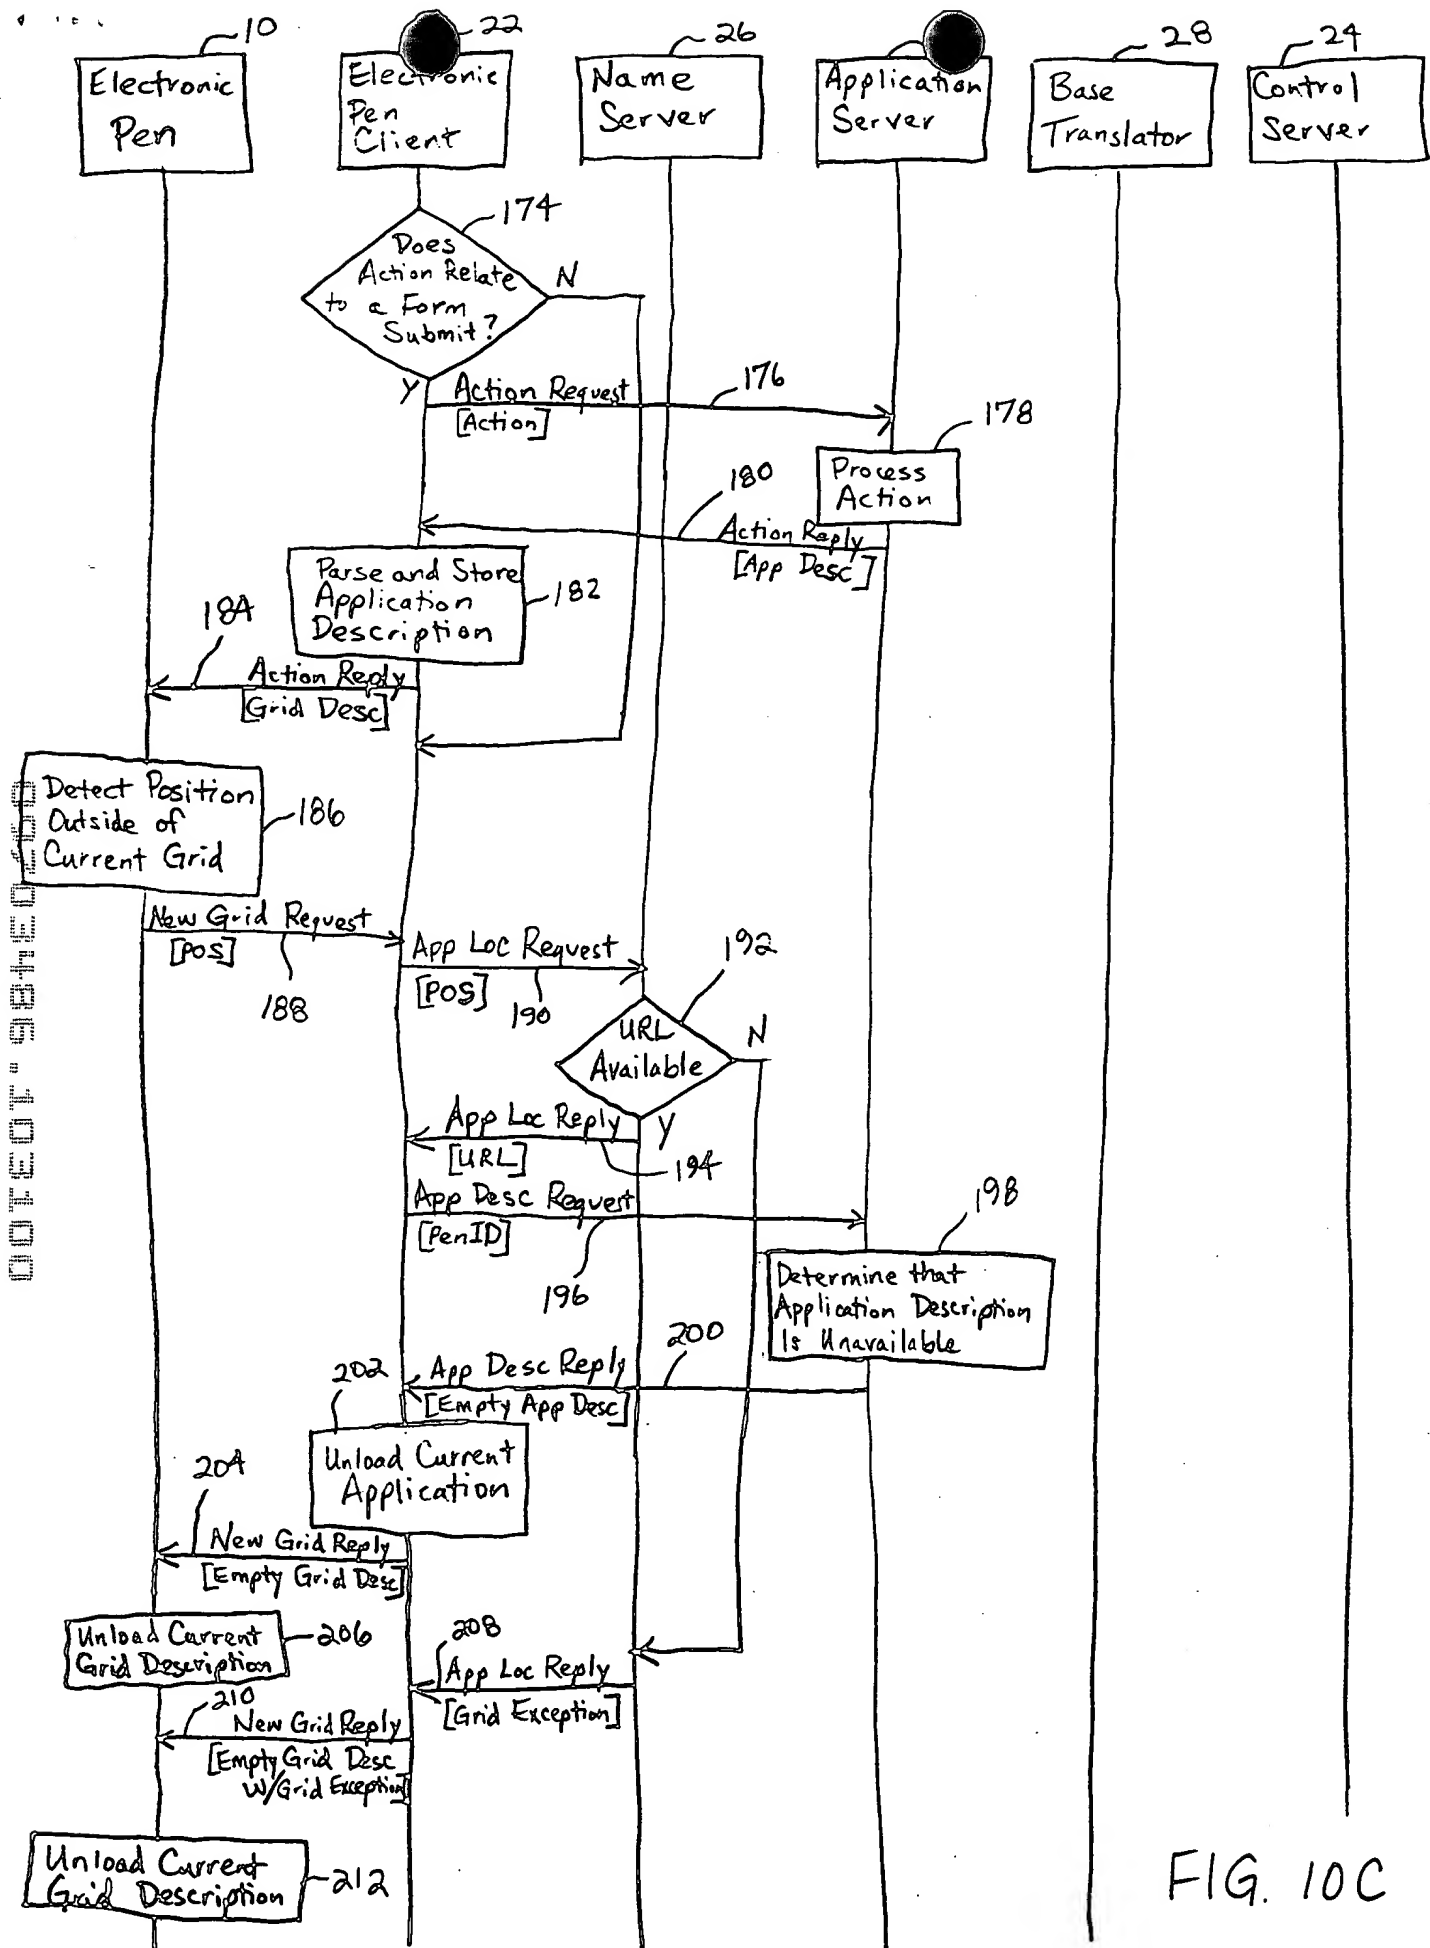 10
22
26
28
24
Electronic
Pen
Electronic
Pen
Client
Name
Server
Application
Server
Base
Translator
Control
Server
174
Does
Action Relate
to a Form
Submit?
N
Y
Action Request
[Action]
176
178
Process
Action
180
Action Reply
[App Desc]
Parse and Store
Application
Description
182
184
Action Reply
[Grid Desc]
Detect Position
Outside of
Current Grid
186
New Grid Request
[POS]
188
App Loc Request
[POS]
190
192
URL
Available
N
Y
App Loc Reply
[URL]
194
App Desc Request
[PenID]
196
198
Determine that
Application Description
Is Unavailable
200
App Desc Reply
[Empty App Desc]
202
Unload Current
Application
204
New Grid Reply
[Empty Grid Desc]
Unload Current
Grid Description
206
208
App Loc Reply
[Grid Exception]
210
New Grid Reply
[Empty Grid Desc
W/Grid Exception]
Unload Current
Grid Description
212
FIG. 10C